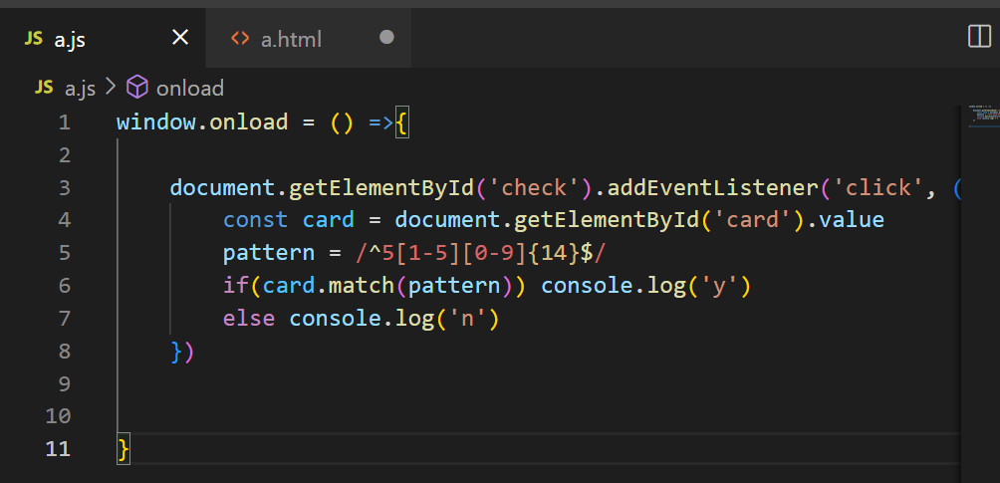 JS a.js
<> a.html
JS a.js > onload
1 window.onload = () =>{
2
3 document.getElementById('check').addEventListener('click', (
4 const card = document.getElementById('card').value
5 pattern = /^5[1-5][0-9]{14}$/
6 if(card.match(pattern)) console.log('y')
7 else console.log('n')
8 })
9
10
11 }